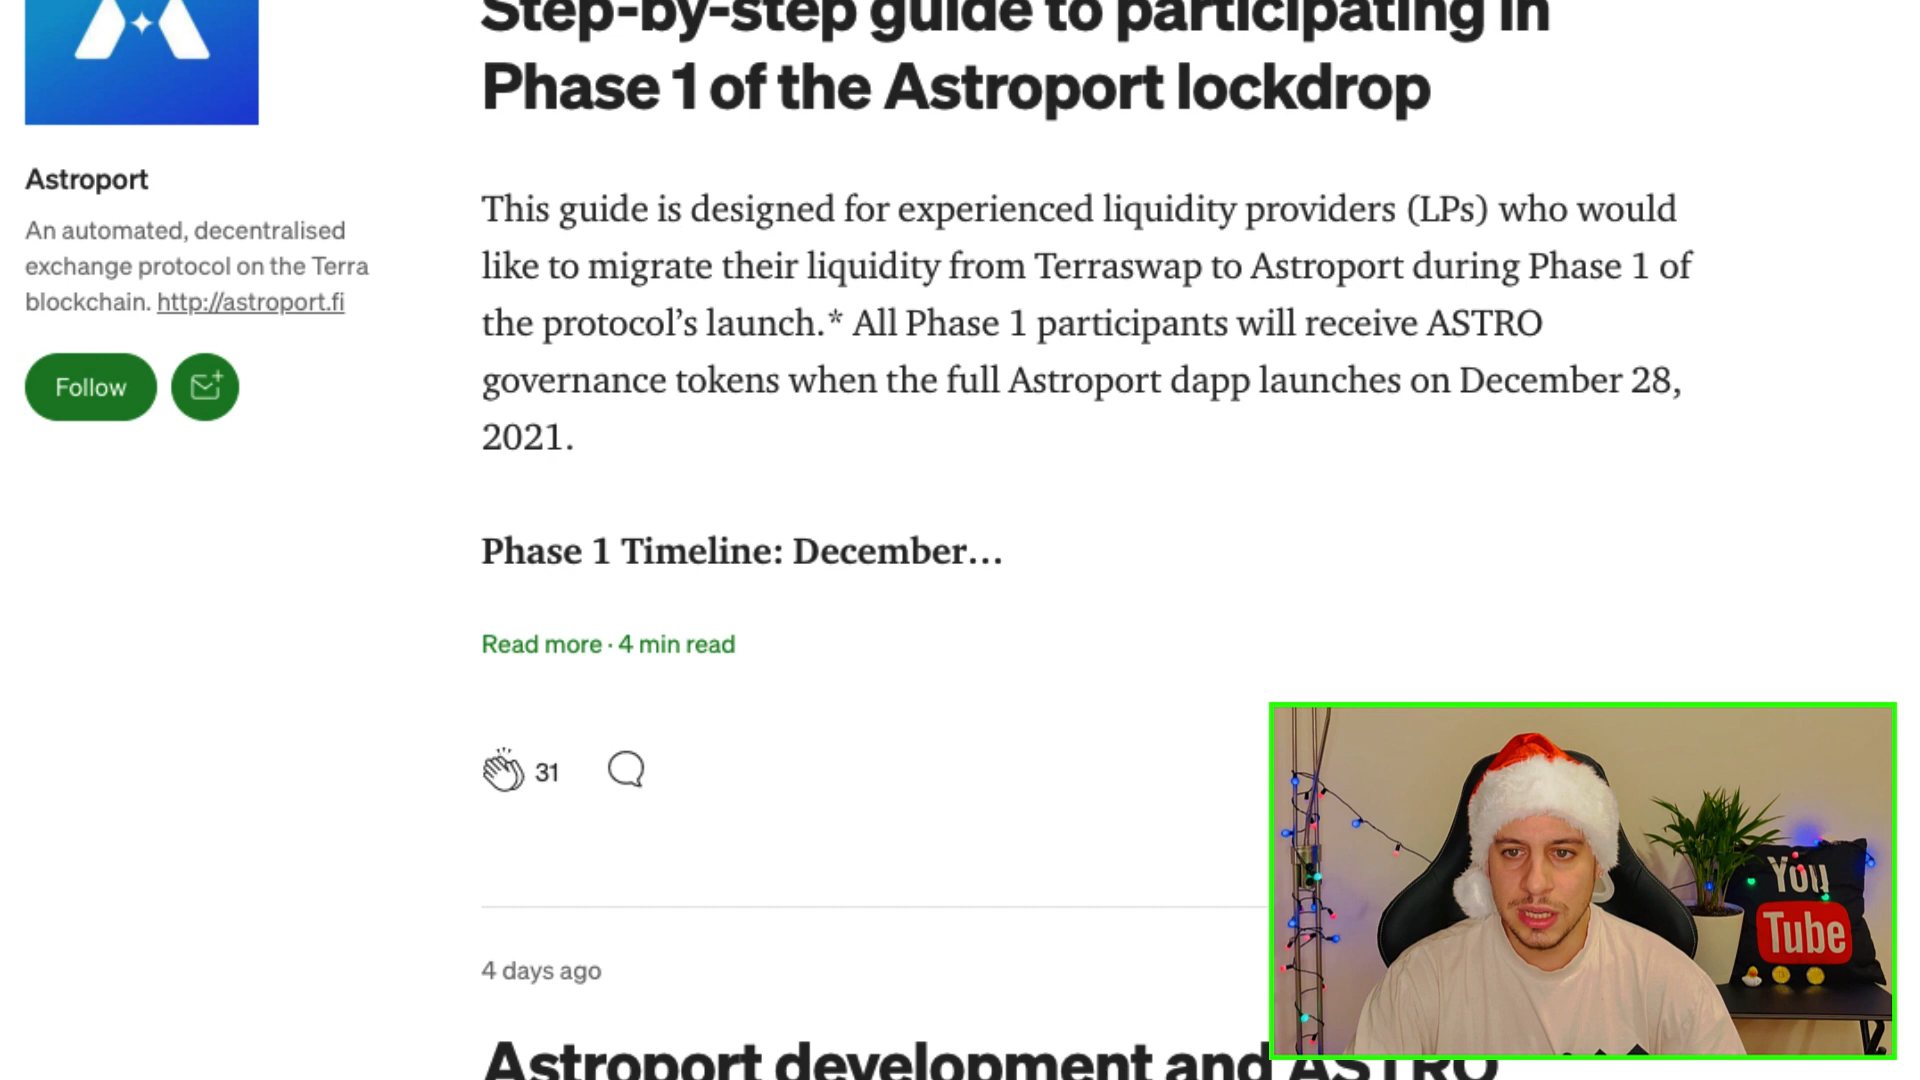 Step-by-step guide to participating in
Phase 1 of the Astroport lockdrop
Astroport
An automed, decentralised
exchange protocol on the Terra
blockchain. http://astroport.fi
Follow
This guide is designed for experienced liquidity providers (LPs) who would
like to migrate their liquidity from Terraswap to Astroport during Phase 1 of
the protocol’s launch.* All Phase 1 participants will receive ASTRO
governance tokens when the full Astroport dapp launches on December 28,
2021.
Phase 1 Timeline: December…
Read more · 4 min read
31
4 days ago
Astroport development and ASTRO
You
Tube